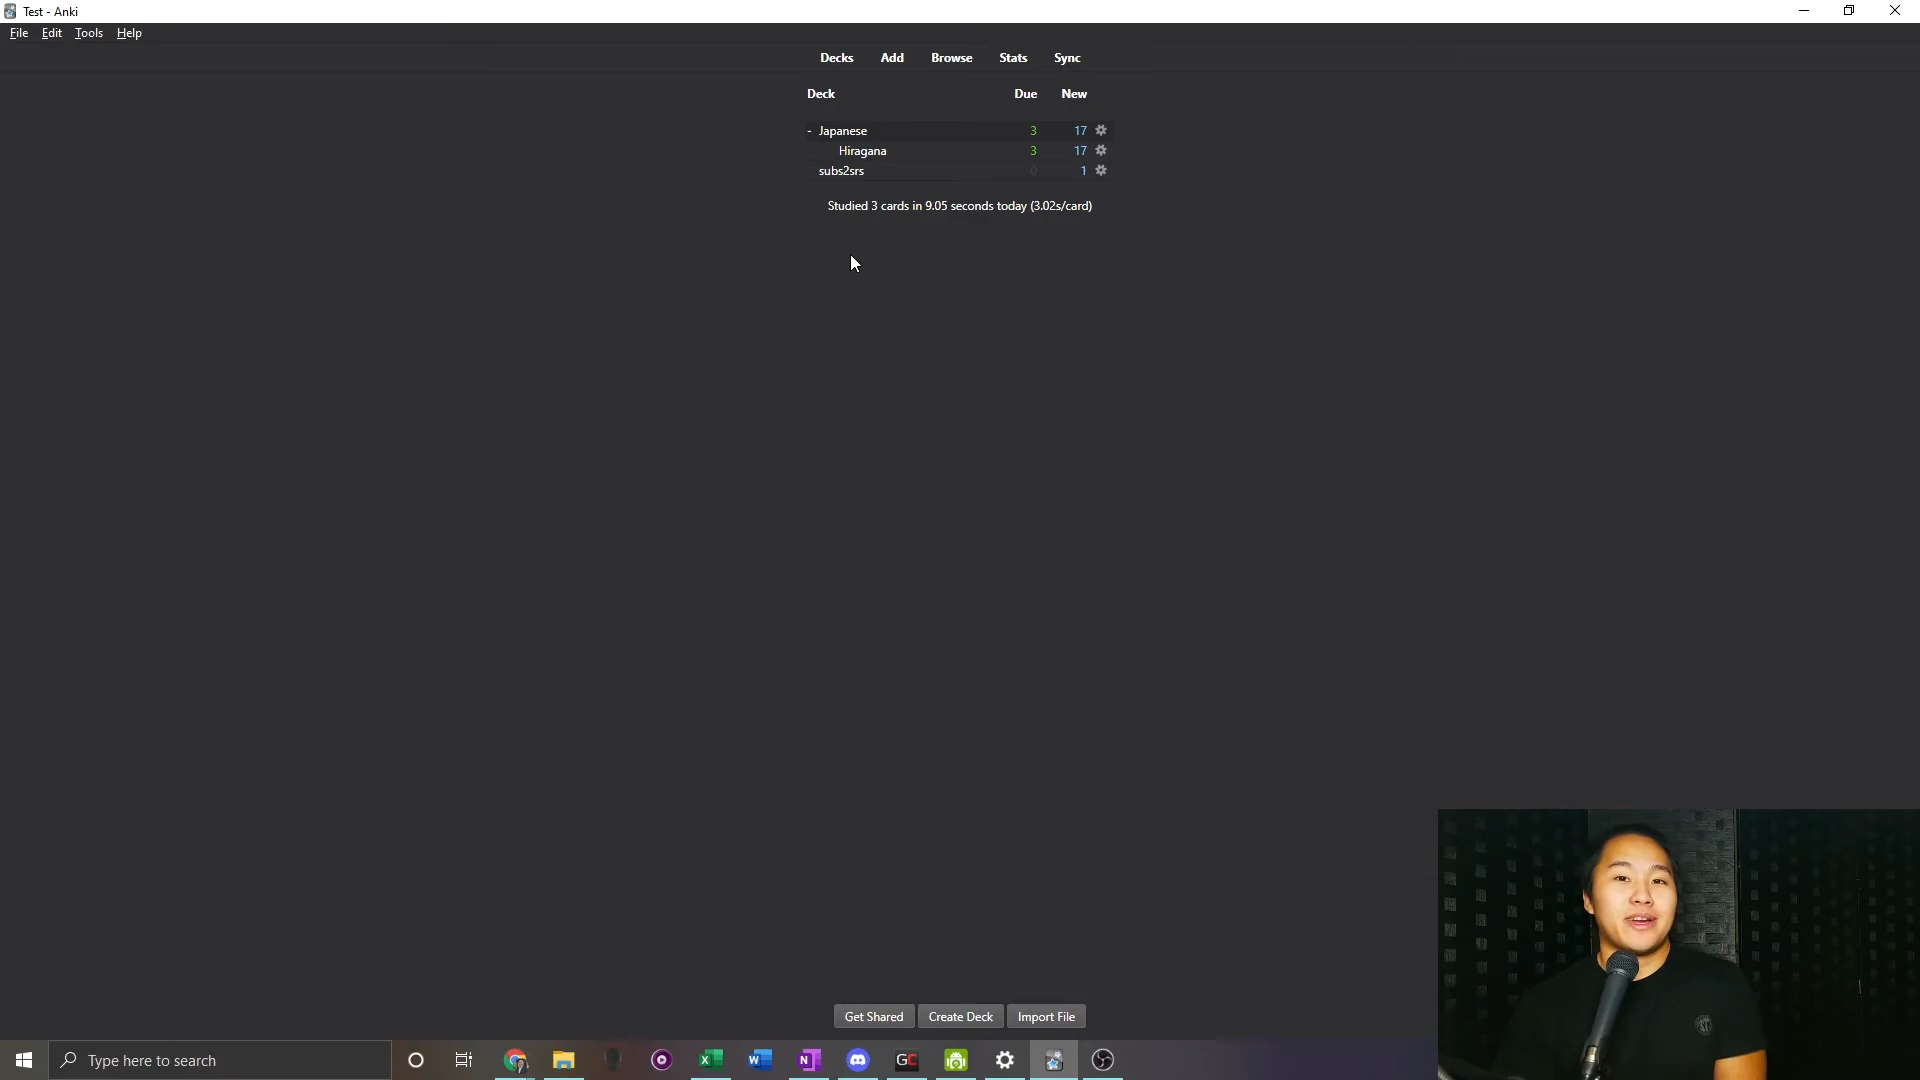 Test - Anki
File Edit Tools Help
Decks Add Browse Stats Sync
Deck Due New
- Japanese 3 17
Hiragana 3 17
subs2srs 0 1
Studied 3 cards in 9.05 seconds today (3.02s/card)
Get Shared Create Deck Import File
Type here to search
X W N GC